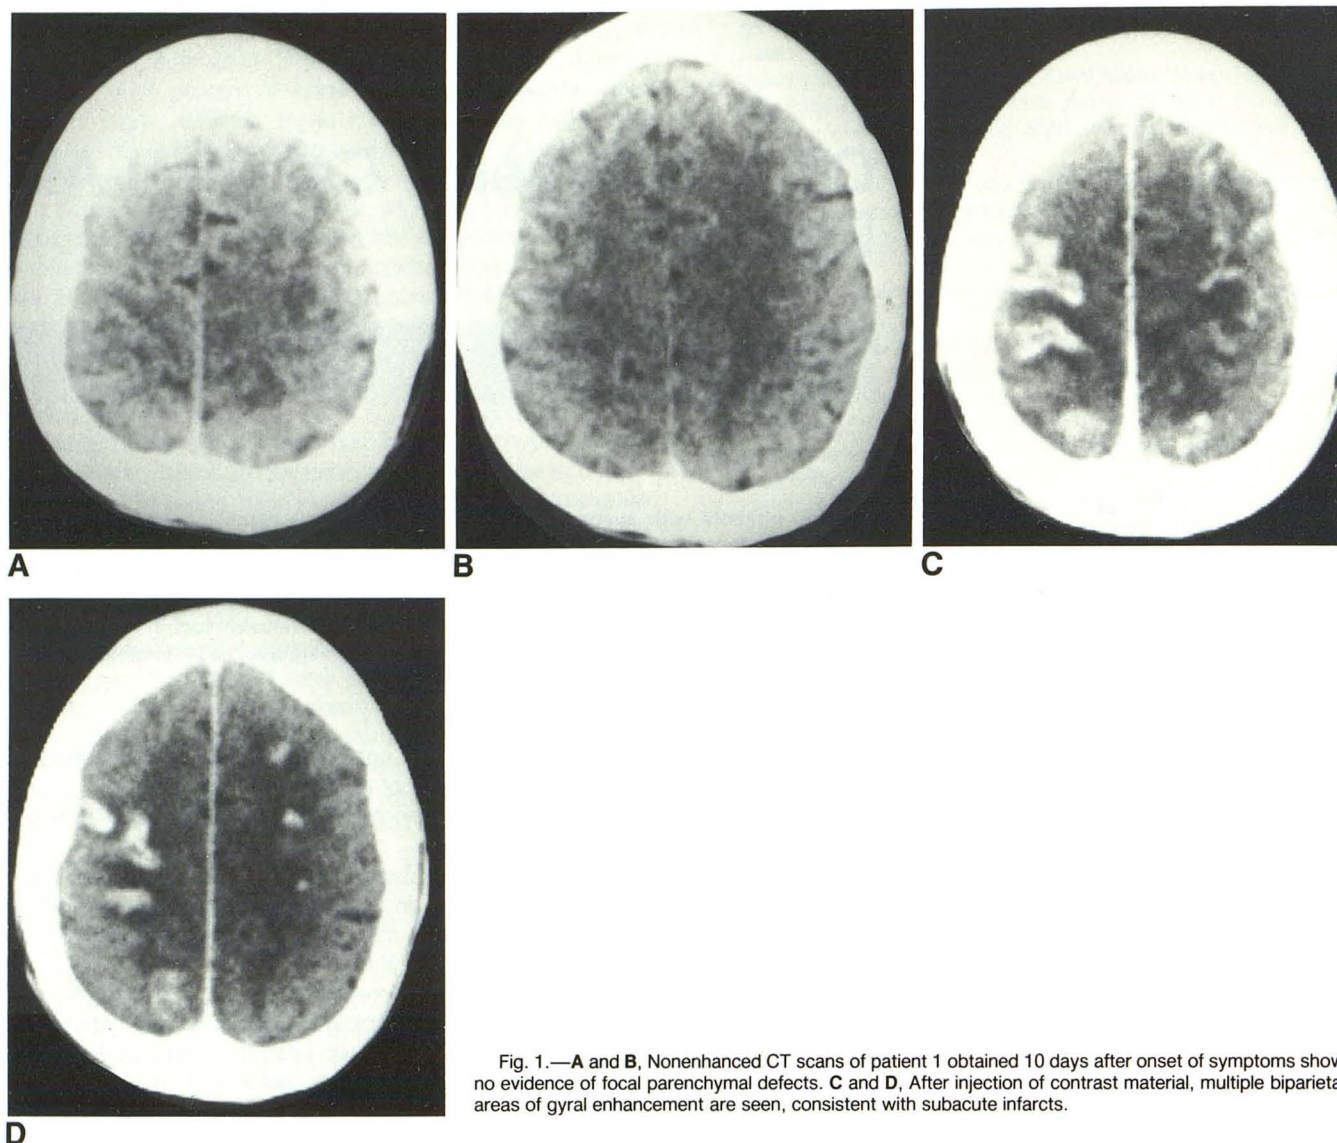 A
B
C
D
Fig. 1.—A and B, Nonenhanced CT scans of patient 1 obtained 10 days after onset of symptoms show
no evidence of focal parenchymal defects. C and D, After injection of contrast material, multiple biparieta
areas of gyral enhancement are seen, consistent with subacute infarcts.